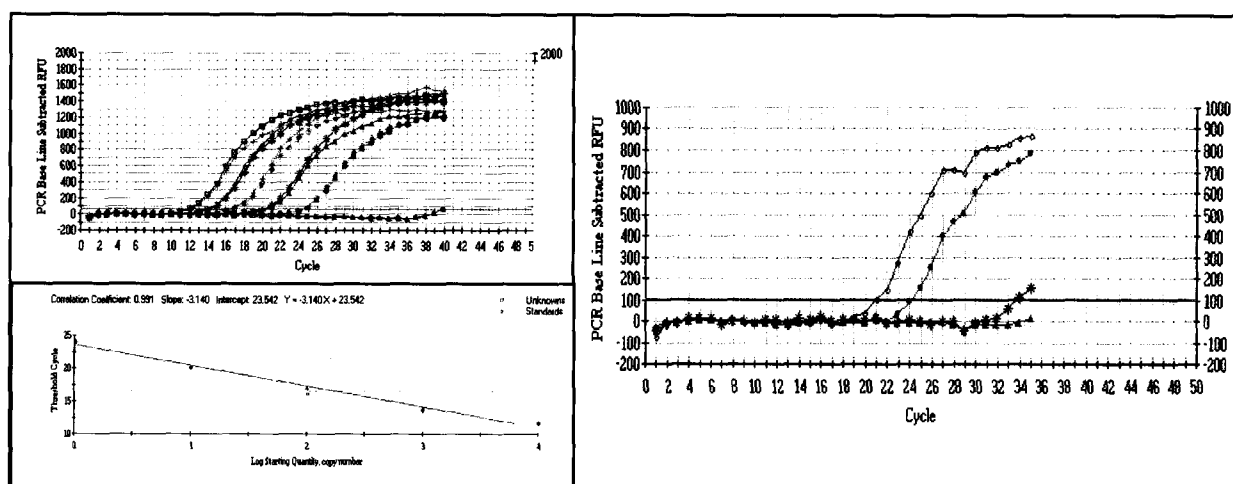 2000
2000
1800
1600
1400
1200
1000
800
600
400
200
0
-200
0 2 4 6 8 10 12 14 16 18 20 22 24 26 28 30 32 34 36 38 40 42 44 46 48 5
PCR Base Line Subtracted RFU
Cycle
Correlation Coefficient: 0.991 Slope: -3.140 Intercept: 23.542 Y = -3.140 X + 23.542
Unknowns
Standards
25
20
15
10
0 1 2 3 4
Threshold Cycle
Log Starting Quantity, copy number
1000 1000
900 900
800 800
700 700
600 600
500 500
400 400
300 300
200 200
100 100
0 0
-100 -100
-200 -200
0 2 4 6 8 10 12 14 16 18 20 22 24 26 28 30 32 34 36 38 40 42 44 46 48 50
PCR Base Line Subtracted RFU
Cycle